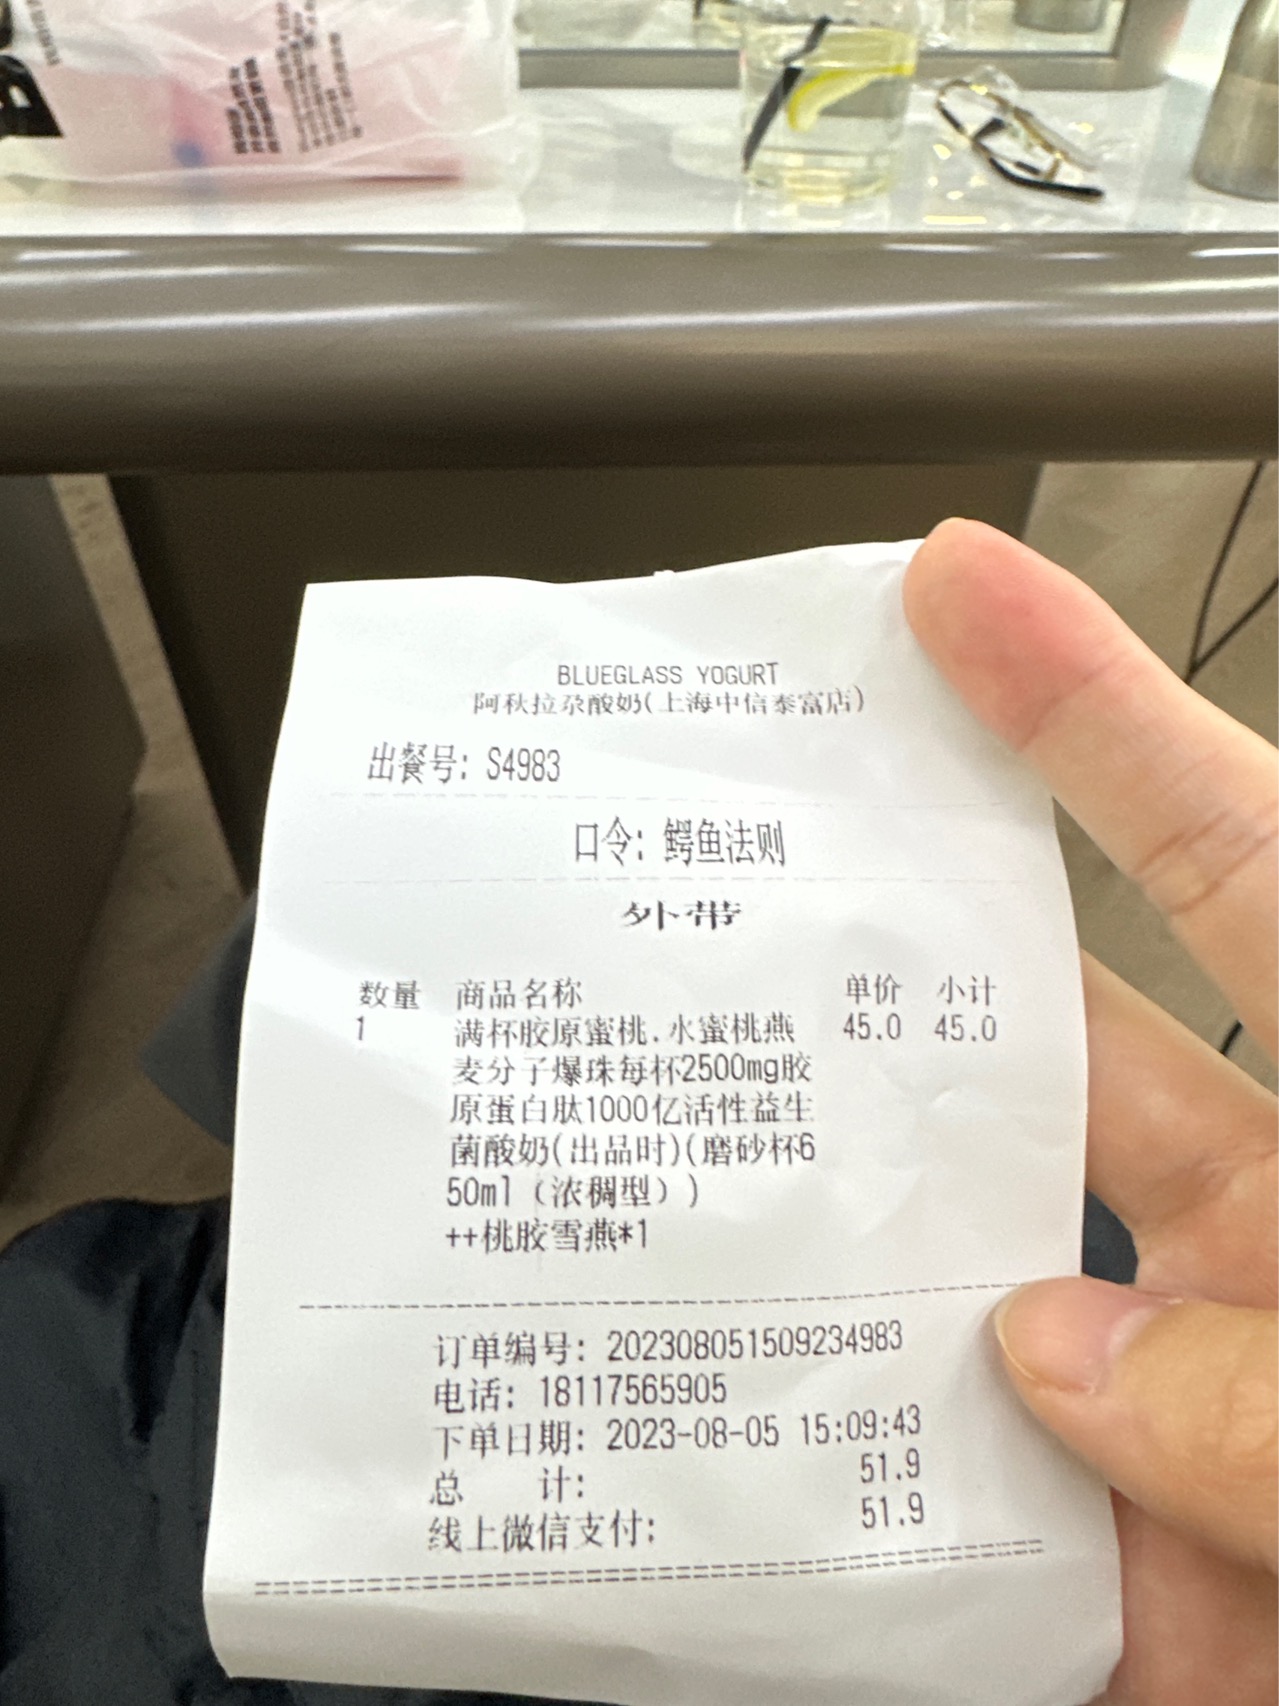 BLUEGLASS YOGURT
阿秋拉尕酸奶(上海中信泰富店)
出餐号: S4983
口令: 鳄鱼法则
外带
数量 商品名称 单价 小计
1 满杯胶原蜜桃.水蜜桃燕 45.0 45.0
麦分子爆珠每杯2500mg胶
原蛋白肽1000亿活性益生
菌酸奶(出品时)(磨砂杯6
50ml（浓稠型）)
++桃胶雪燕*1
订单编号: 202308051509234983
电话: 18117565905
下单日期: 2023-08-05 15:09:43
总 计: 51.9
线上微信支付: 51.9